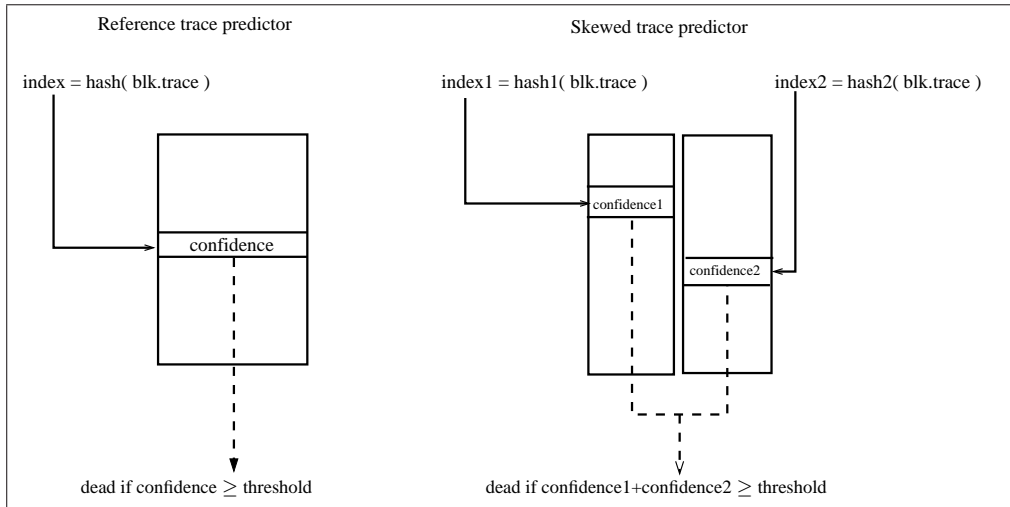 Reference trace predictor
Skewed trace predictor
index = hash( blk.trace )
index1 = hash1( blk.trace )
index2 = hash2( blk.trace )
confidence
confidence1
confidence2
dead if confidence ≥ threshold
dead if confidence1+confidence2 ≥ threshold